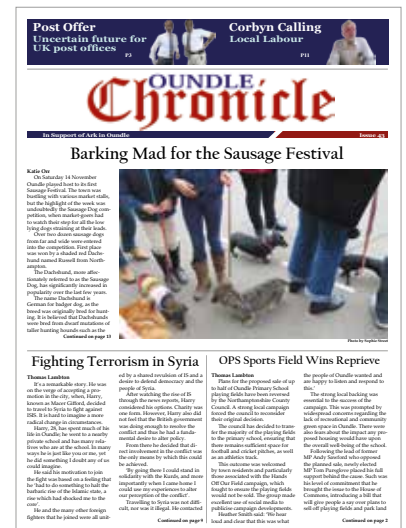 Post Offer
Uncertain future for
UK post offices
P3
Corbyn Calling
Local Labour
P11
OUNDLE
Chronicle
In Support of Ark in Oundle
Issue 43
Barking Mad for the Sausage Festival
Katie Orr
On Saturday 14 November
Oundle played host to its first
Sausage Festival. The town was
bustling with various market stalls,
but the highlight of the week was
undoubtedly the Sausage Dog com-
petition, when market-goers had
to watch their step for all the low
lying dogs straining at their leads.
Over two dozen sausage dogs
from far and wide were entered
into the competition. First place
was won by a shaded red Dachs-
hund named Russell from North-
ampton.
The Dachshund, more affec-
tionately referred to as the Sausage
Dog, has significantly increased in
popularity over the last few years.
The name Dachshund is
German for badger dog, as the
breed was originally bred for hunt-
ing. It is believed that Dachshunds
were bred from dwarf mutations of
taller hunting hounds such as the
Continued on page 13
Photo by Sophie Stead
Fighting Terrorism in Syria
Thomas Lambton
It's a remarkable story. He was
on the verge of accepting a pro-
motion in the city, when, Harry,
known as Macer Gifford, decided
to travel to Syria to fight against
ISIS. It is hard to imagine a more
radical change in circumstances.
Harry, 28, has spent much of his
life in Oundle; he went to a nearby
private school and has many rela-
tives who are at the school. In many
ways he is just like you or me, yet
he did something I doubt any of us
could imagine.
He said his motivation to join
the fight was based on a feeling that
he 'had to do something to halt the
barbaric rise of the Islamic state, a
rise which had shocked me to the
core'.
He and the many other foreign
fighters that he joined were all unit-
ed by a shared revulsion of IS and a
desire to defend democracy and the
people of Syria.
After watching the rise of IS
through the news reports, Harry
considered his options. Charity was
one form. However, Harry also did
not feel that the British government
was doing enough to resolve the
conflict and thus he had a funda-
mental desire to alter policy.
From there he decided that di-
rect involvement in the conflict was
the only means by which this could
be achieved.
'By going there I could stand in
solidarity with the Kurds, and more
importantly when I came home I
could use my experiences to alter
our perception of the conflict'.
Travelling to Syria was not diffi-
cult, nor was it illegal. He contacted
Continued on page 9
OPS Sports Field Wins Reprieve
Thomas Lambton
Plans for the proposed sale of up
to half of Oundle Primary School
playing fields have been reversed
by the Northamptonshire County
Council. A strong local campaign
forced the council to reconsider
their original decision.
The council has decided to trans-
fer the majority of the playing fields
to the primary school, ensuring that
there remains sufficient space for
football and cricket pitches, as well
as an athletic track.
This outcome was welcomed
by town residents and particularly
those associated with the Hands
Off Our Field campaign, which
fought to ensure the playing fields
would not be sold. The group made
excellent use of social media to
publicise campaign developments.
Heather Smith said: 'We hear
loud and clear that this was what
the people of Oundle wanted and
are happy to listen and respond to
this.'
The strong local backing was
essential to the success of the
campaign. This was prompted by
widespread concerns regarding the
lack of recreational and community
green space in Oundle. There were
also fears about the impact any pro-
posed housing would have upon
the overall well-being of the school.
Following the lead of former
MP Andy Sawford who opposed
the planned sale, newly elected
MP Tom Pursglove placed his full
support behind the cause. Such was
his level of commitment that he
brought the issue to the House of
Commons, introducing a bill that
will give people a say over plans to
sell off playing fields and park land
Continued on page 2